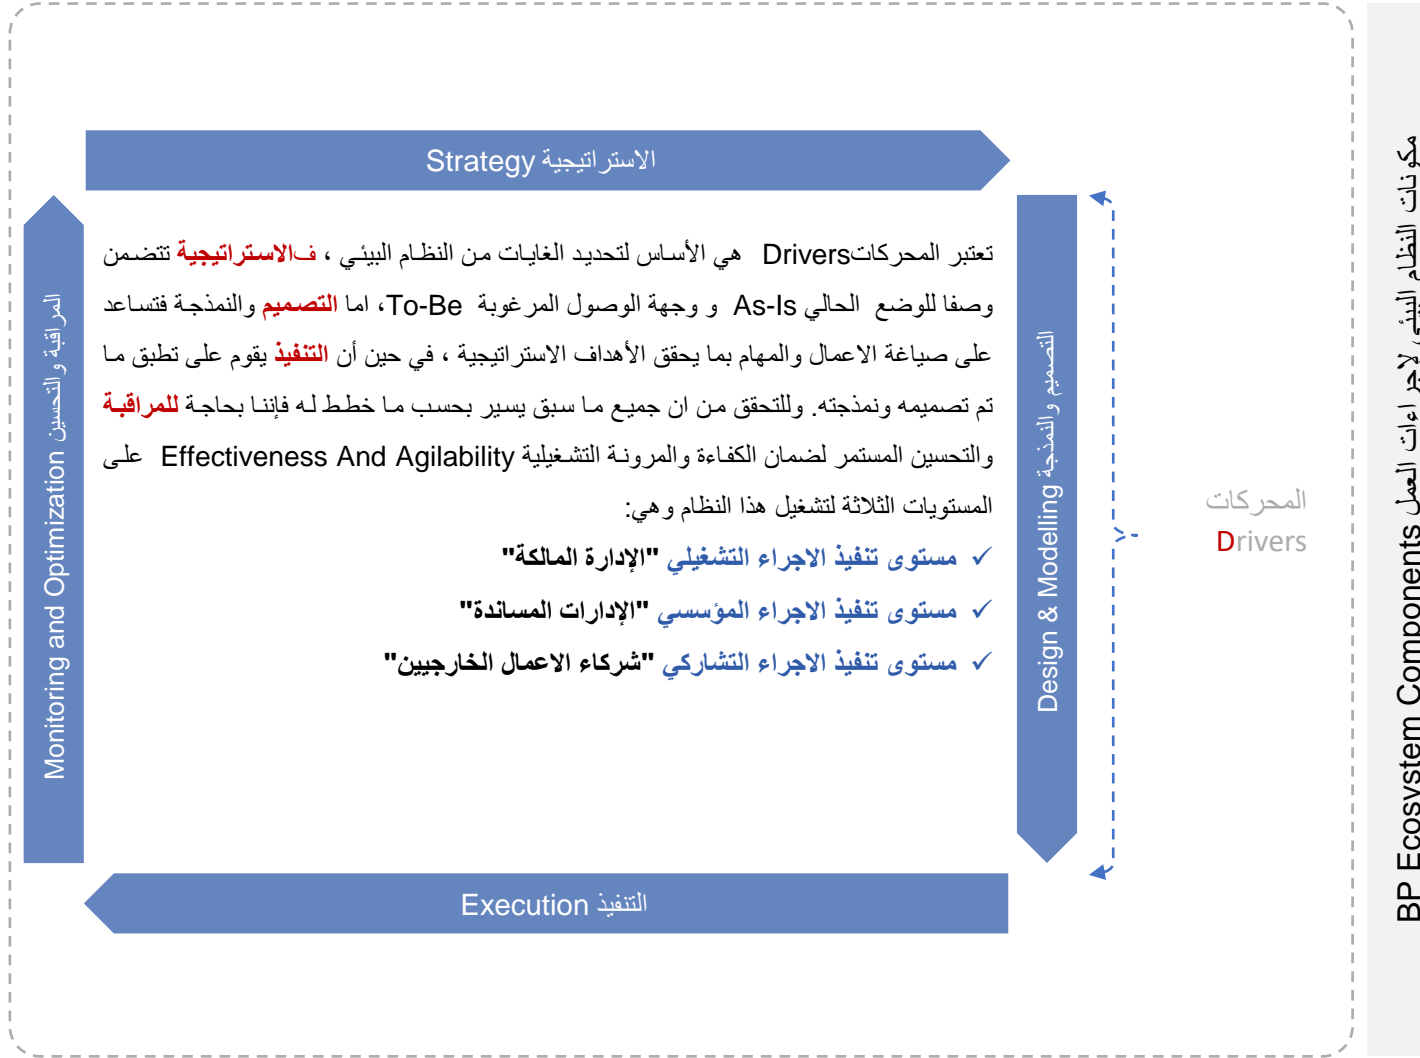 مكونات النظام البيئي لاجراءات العمل BP Ecosystem Components
الاستراتيجية Strategy
التصميم والنمذجة Design & Modelling
المحركات
Drivers
تعتبر المحركاتDrivers هي الأساس لتحديد الغايات من النظام البيئي ، فالاستراتيجية تتضمن
وصفا للوضع الحالي As-Is و وجهة الوصول المرغوبة To-Be، اما التصميم والنمذجة فتساعد
على صياغة الاعمال والمهام بما يحقق الأهداف الاستراتيجية ، في حين أن التنفيذ يقوم على تطبق ما
تم تصميمه ونمذجته. وللتحقق من ان جميع ما سبق يسير بحسب ما خطط له فإننا بحاجة للمراقبة
والتحسين المستمر لضمان الكفاءة والمرونة التشغيلية Effectiveness And Agilability على
المستويات الثلاثة لتشغيل هذا النظام وهي:
✓ مستوى تنفيذ الاجراء التشغيلي "الإدارة المالكة"
✓ مستوى تنفيذ الاجراء المؤسسي "الإدارات المساندة"
✓ مستوى تنفيذ الاجراء التشاركي "شركاء الاعمال الخارجيين"
المراقبة والتحسين Monitoring and Optimization
التنفيذ Execution